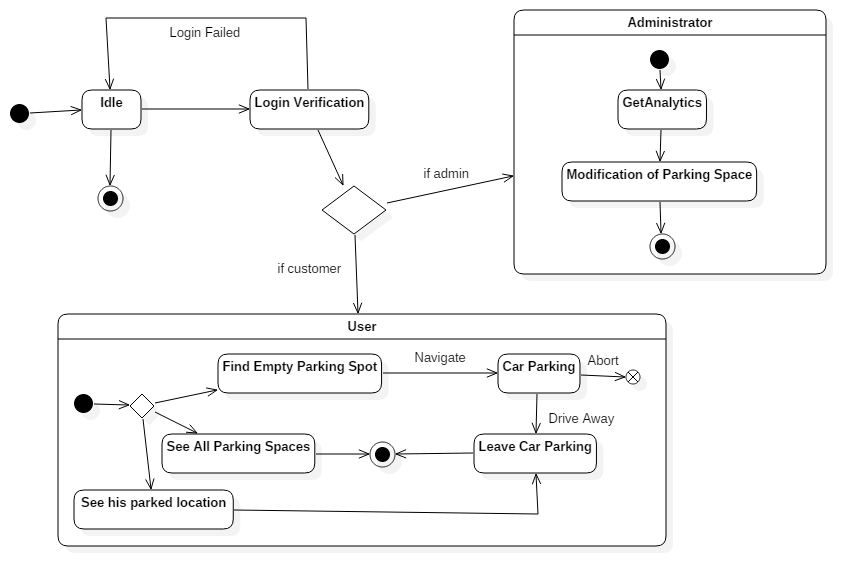 Administrator
Login Failed
Idle
Login Verification
GetAnalytics
if admin
Modification of Parking Space
if customer
User
Find Empty Parking Spot
Navigate
Car Parking
Abort
Drive Away
See All Parking Spaces
Leave Car Parking
See his parked location